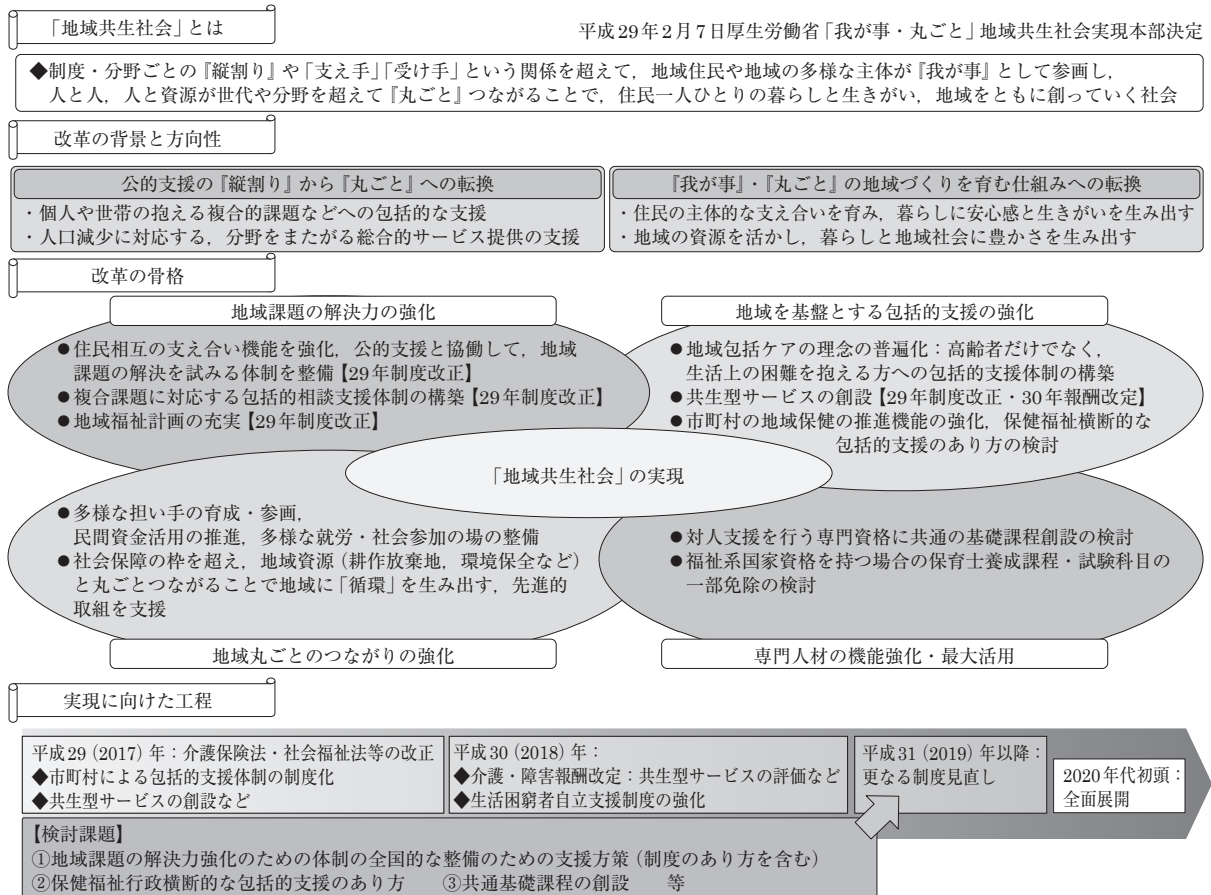 「地域共生社会」とは
平成29年2月7日厚生労働省「我が事・丸ごと」地域共生社会実現本部決定
◆制度・分野ごとの『縦割り』や「支え手」「受け手」という関係を超えて，地域住民や地域の多様な主体が『我が事』として参画し，
人と人，人と資源が世代や分野を超えて『丸ごと』つながることで，住民一人ひとりの暮らしと生きがい，地域をともに創っていく社会
改革の背景と方向性
公的支援の『縦割り』から『丸ごと』への転換
・個人や世帯の抱える複合的課題などへの包括的な支援
・人口減少に対応する，分野をまたがる総合的サービス提供の支援
『我が事』・『丸ごと』の地域づくりを育む仕組みへの転換
・住民の主体的な支え合いを育み，暮らしに安心感と生きがいを生み出す
・地域の資源を活かし，暮らしと地域社会に豊かさを生み出す
改革の骨格
地域課題の解決力の強化
●住民相互の支え合い機能を強化，公的支援と協働して，地域
課題の解決を試みる体制を整備【29年制度改正】
●複合課題に対応する包括的相談支援体制の構築【29年制度改正】
●地域福祉計画の充実【29年制度改正】
地域を基盤とする包括的支援の強化
●地域包括ケアの理念の普遍化：高齢者だけでなく，
生活上の困難を抱える方への包括的支援体制の構築
●共生型サービスの創設【29年制度改正・30年報酬改定】
●市町村の地域保健の推進機能の強化，保健福祉横断的な
包括的支援のあり方の検討
「地域共生社会」の実現
●多様な担い手の育成・参画，
民間資金活用の推進，多様な就労・社会参加の場の整備
●社会保障の枠を超え，地域資源（耕作放棄地，環境保全など）
と丸ごとつながることで地域に「循環」を生み出す，先進的
取組を支援
地域丸ごとのつながりの強化
●対人支援を行う専門資格に共通の基礎課程創設の検討
●福祉系国家資格を持つ場合の保育士養成課程・試験科目の
一部免除の検討
専門人材の機能強化・最大活用
実現に向けた工程
平成29（2017）年：介護保険法・社会福祉法等の改正
◆市町村による包括的支援体制の制度化
◆共生型サービスの創設など
平成30（2018）年：
◆介護・障害報酬改定：共生型サービスの評価など
◆生活困窮者自立支援制度の強化
平成31（2019）年以降：
更なる制度見直し
2020年代初頭：
全面展開
【検討課題】
①地域課題の解決力強化のための体制の全国的な整備のための支援方策（制度のあり方を含む）
②保健福祉行政横断的な包括的支援のあり方　③共通基礎課程の創設　等